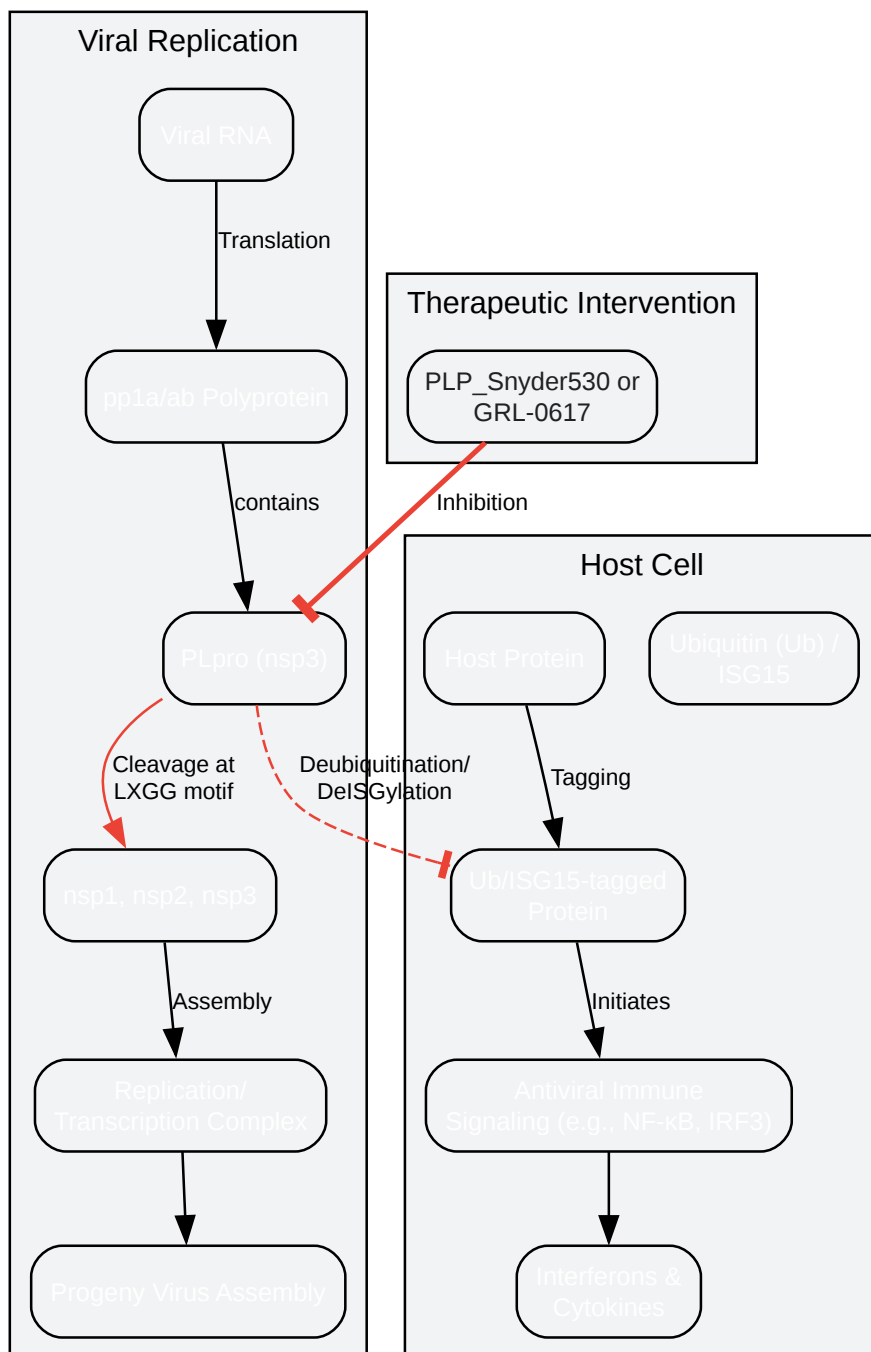 Viral Replication
Viral RNA
Translation
pp1a/ab Polyprotein
contains
PLpro (nsp3)
Cleavage at
LXGG motif
Deubiquitination/
DeISGylation
nsp1, nsp2, nsp3
Assembly
Replication/
Transcription Complex
Progeny Virus Assembly
Therapeutic Intervention
PLP_Snyder530 or
GRL-0617
Inhibition
Host Cell
Host Protein
Ubiquitin (Ub) /
ISG15
Tagging
Ub/ISG15-tagged
Protein
Initiates
Antiviral Immune
Signaling (e.g., NF-κB, IRF3)
Interferons &
Cytokines